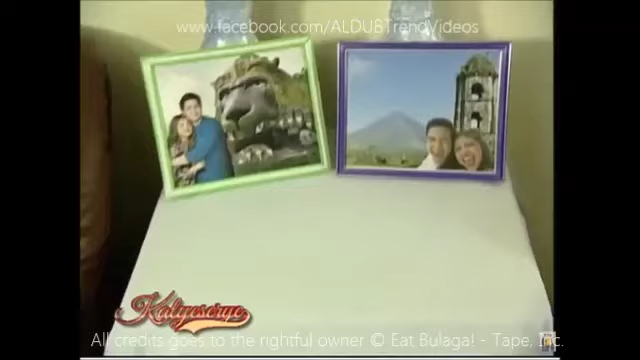 www.facebook.com/ALDUBTrendVideos
Kalyeserye
All credits goes to the rightful owner © Eat Bulaga! - Tape, Inc.